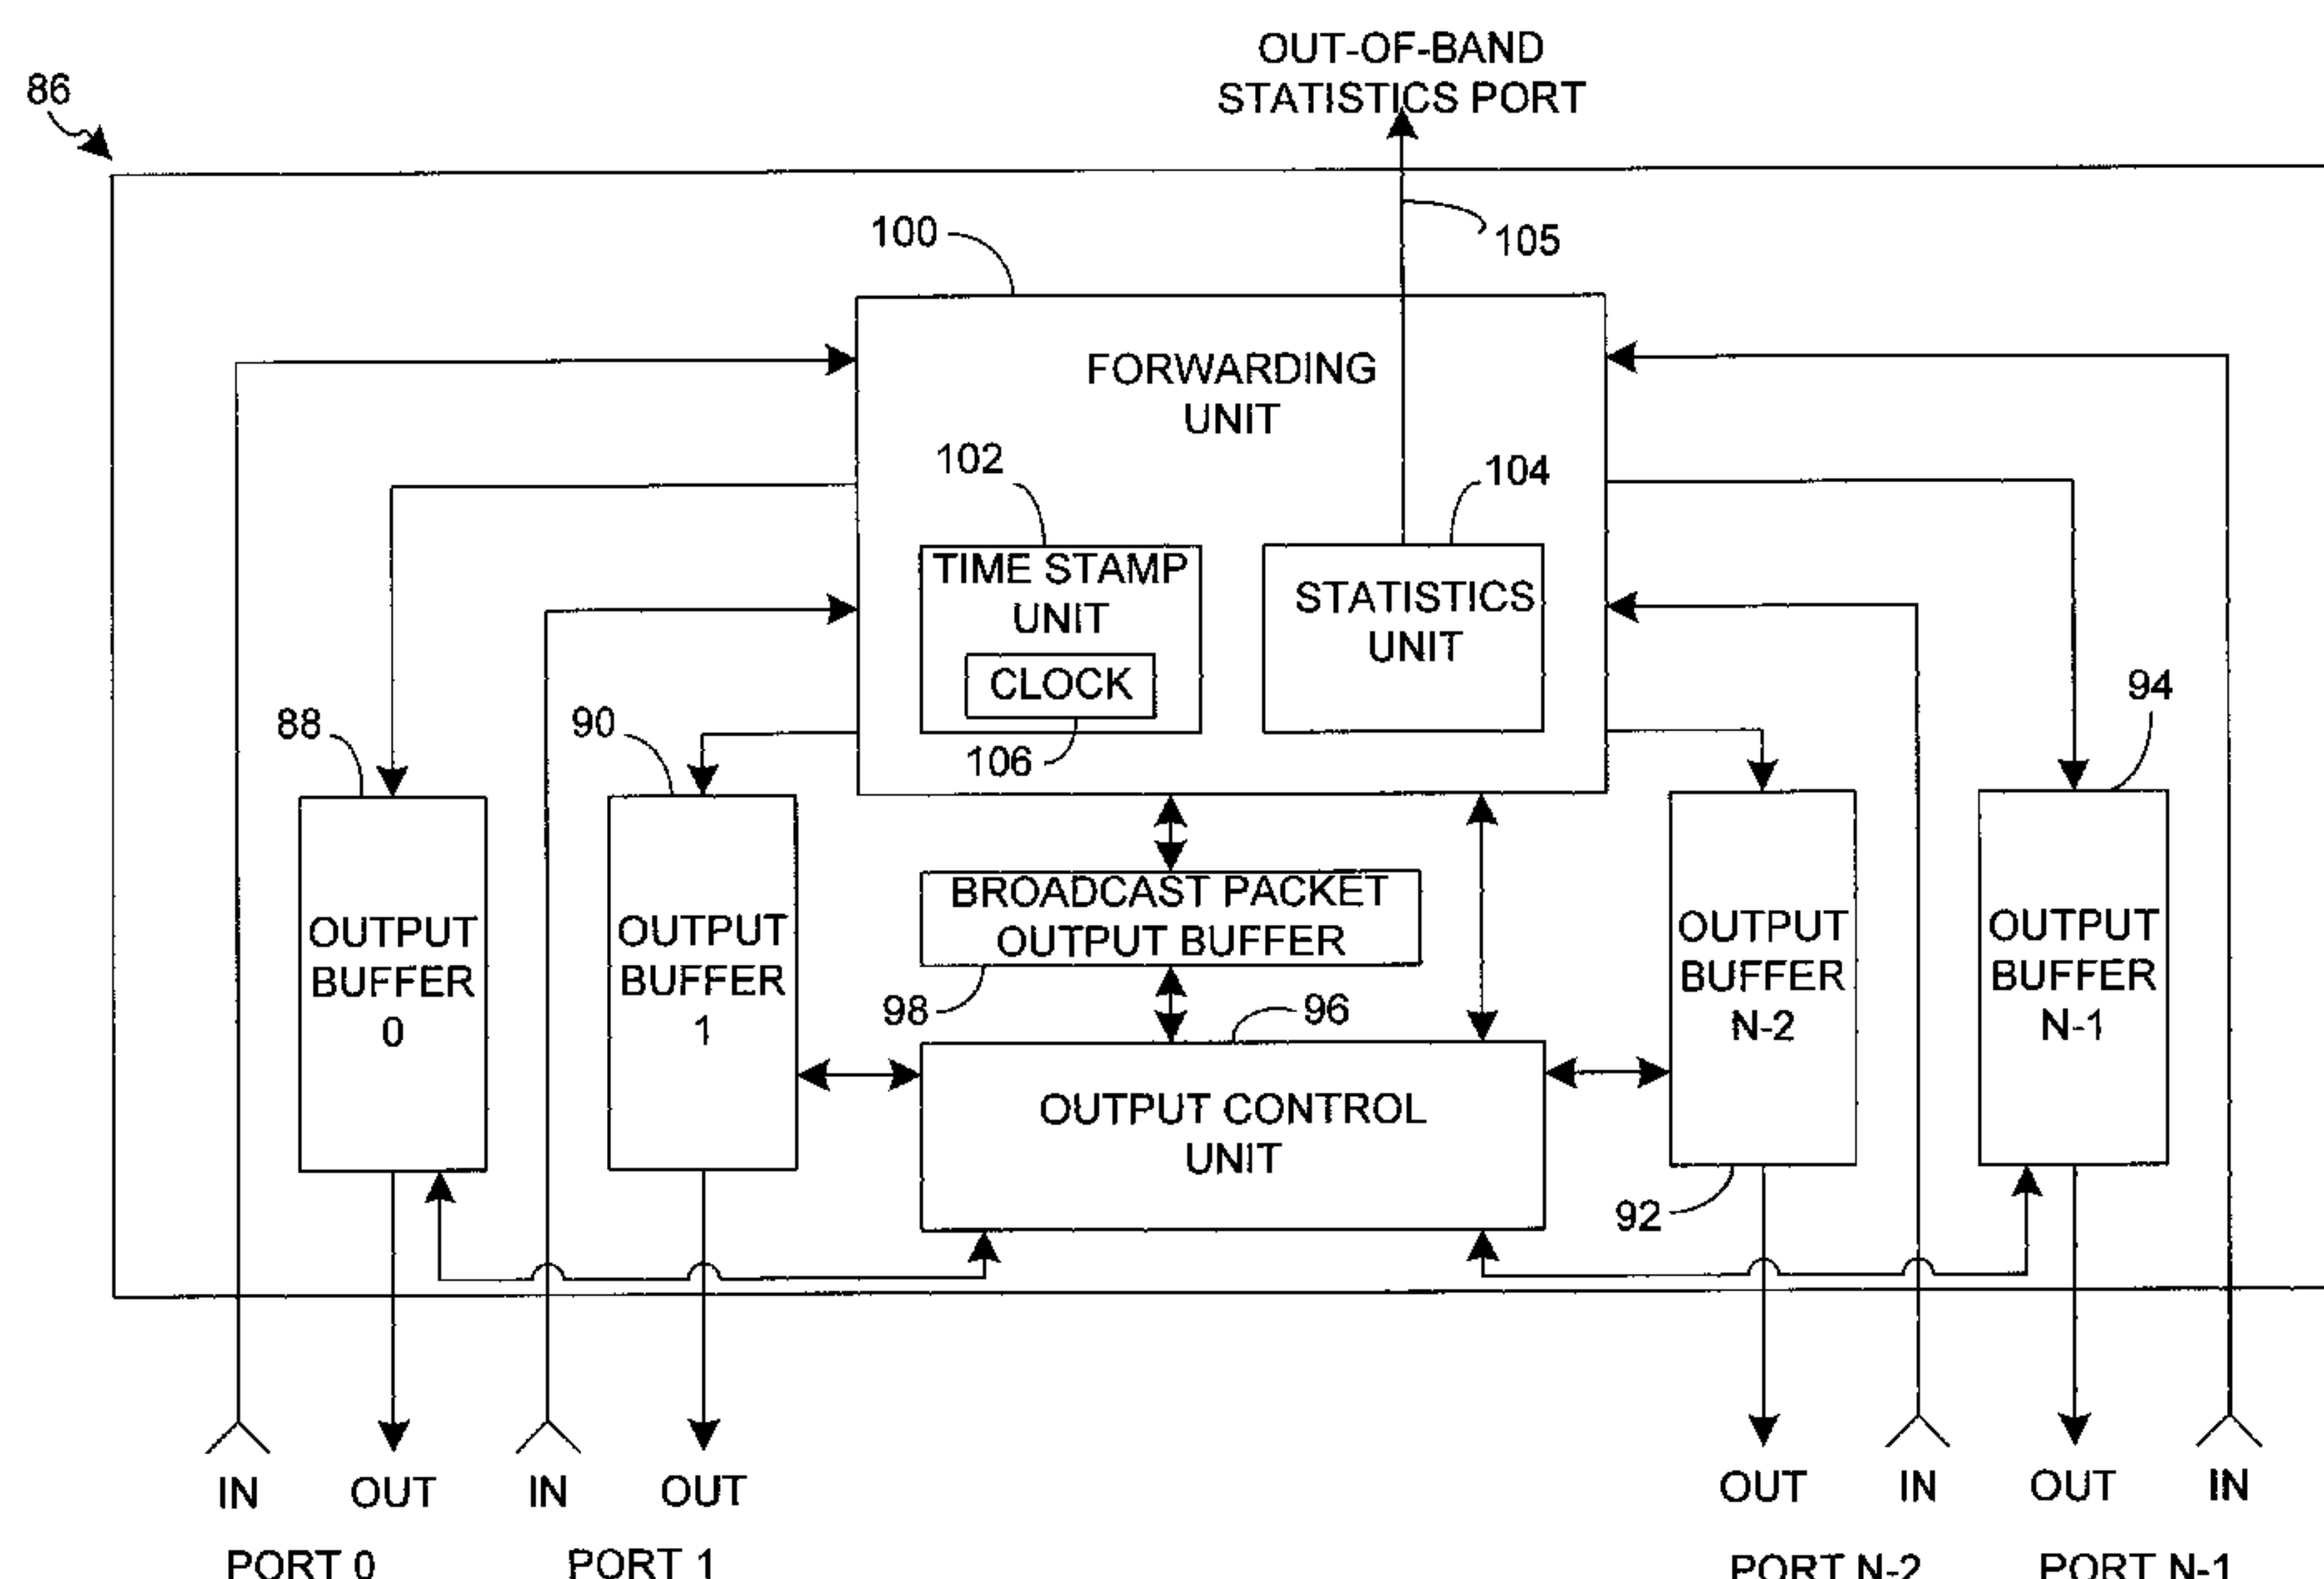 OUT-OF-BAND
STATISTICS PORT
86
100
105
FORWARDING
UNIT
102
104
TIME STAMP
UNIT
STATISTICS
UNIT
CLOCK
94
88
90
106
BROADCAST PACKET
OUTPUT BUFFER
OUTPUT
BUFFER
0
OUTPUT
BUFFER
1
OUTPUT
BUFFER
N-2
OUTPUT
BUFFER
N-1
98
96
OUTPUT CONTROL
UNIT
92
IN
OUT
IN
OUT
OUT
IN
OUT
IN
PORT 0
PORT 1
PORT N-2
PORT N-1